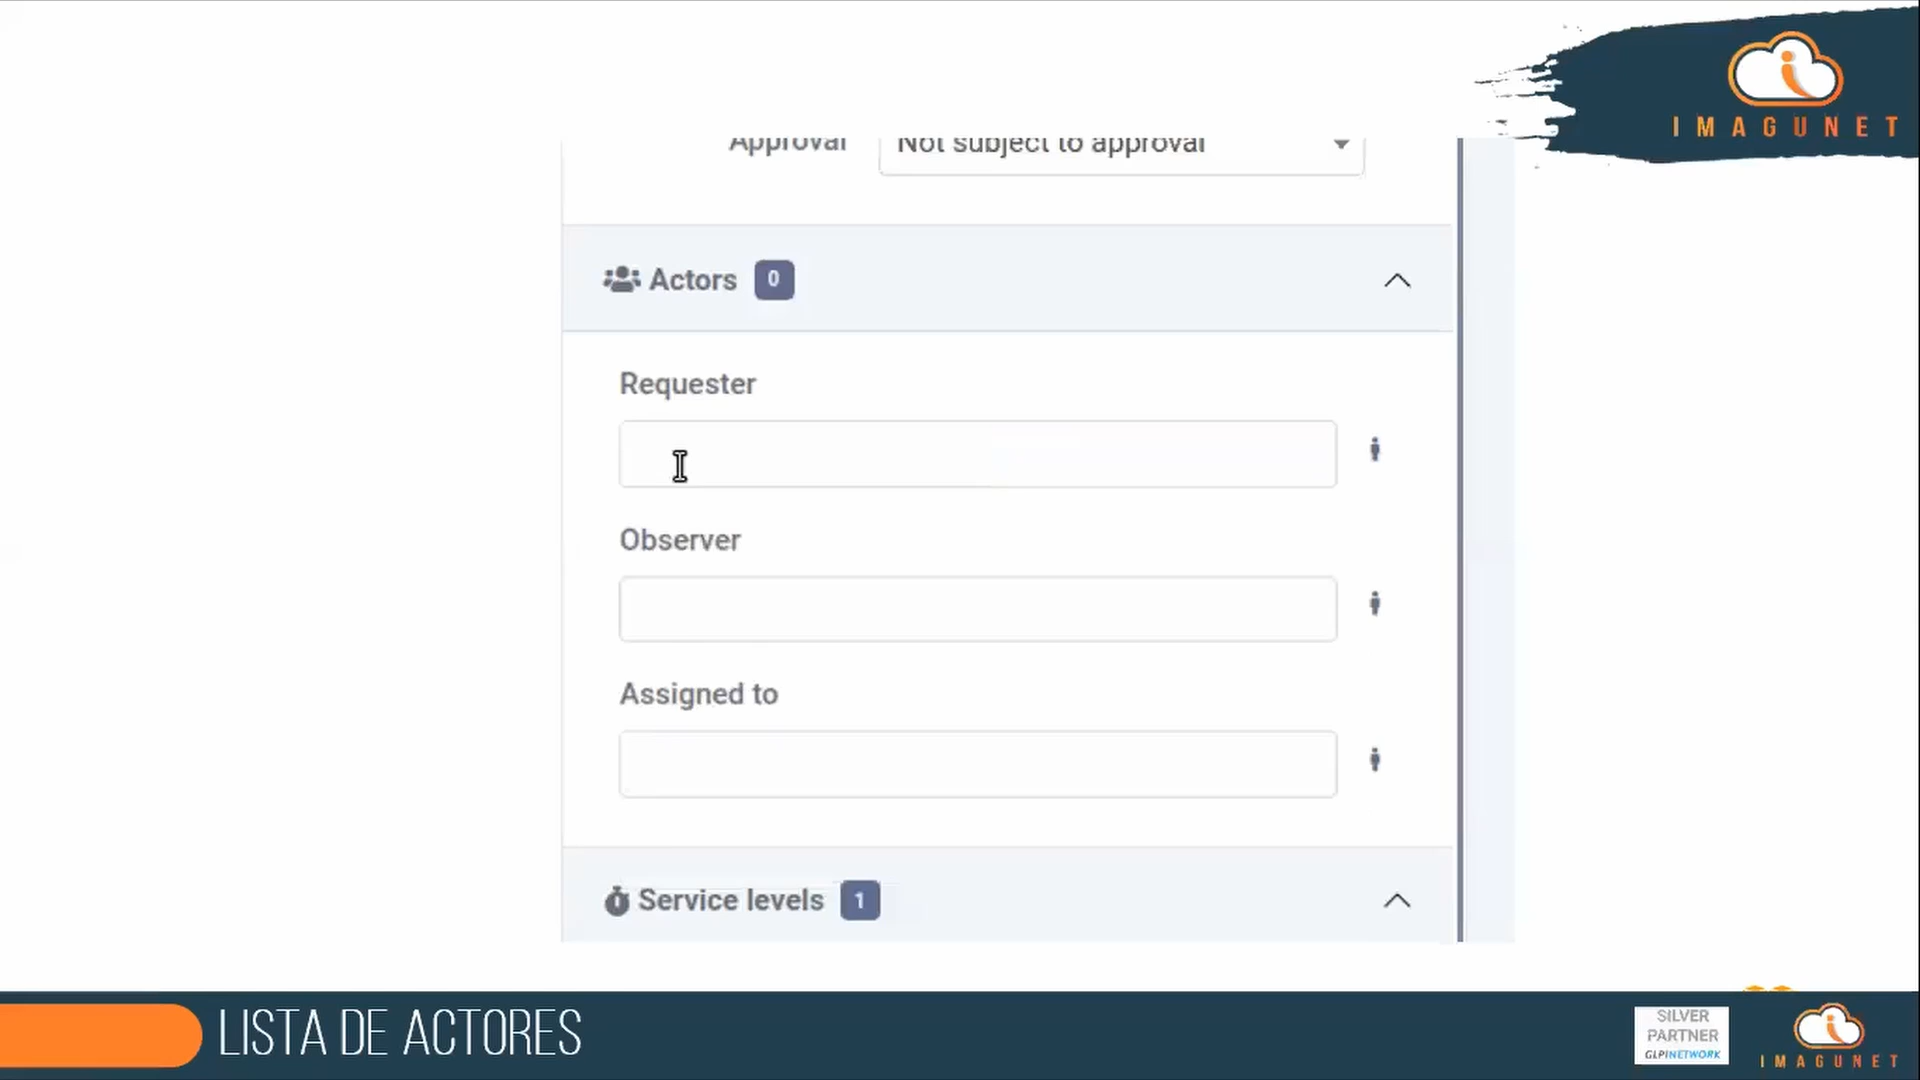 IMAGUNET
Approval
Not subject to approval
Actors 0
Requester
Observer
Assigned to
Service levels 1
LISTA DE ACTORES
SILVER
PARTNER
GLPINETWORK
IMAGUNET